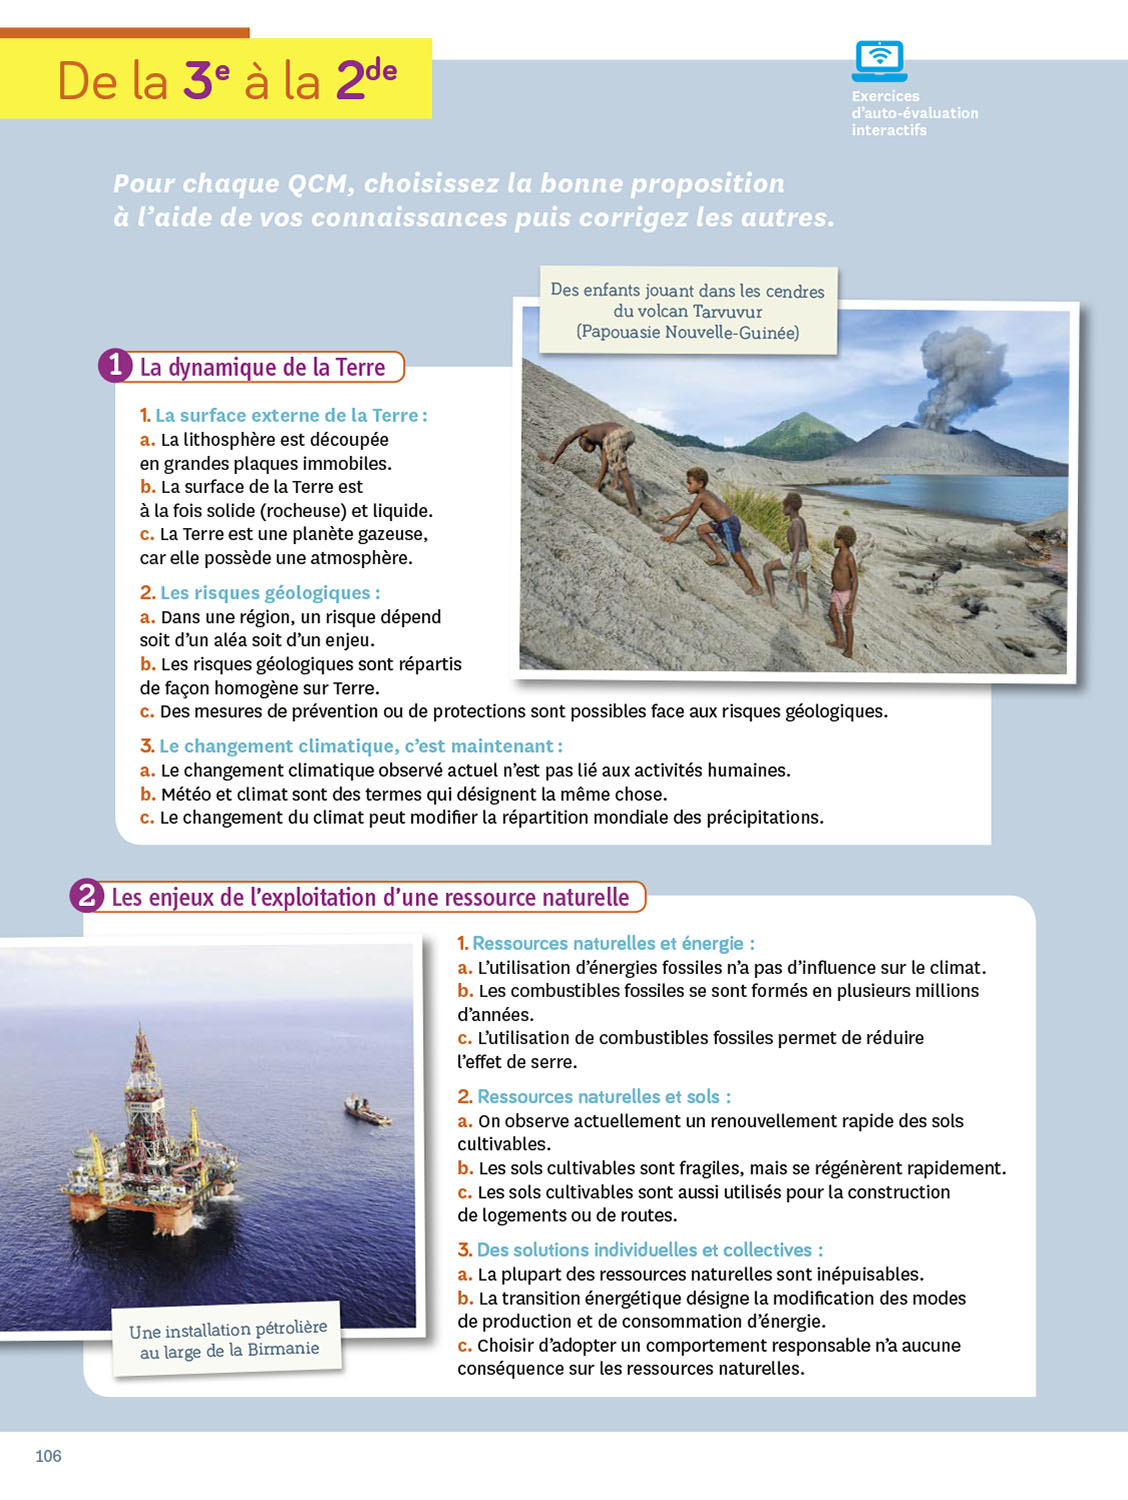 De la 3e à la 2de
Exercices
d'auto-évaluation
interactifs
Pour chaque QCM, choisissez la bonne proposition
à l'aide de vos connaissances puis corrigez les autres.
Des enfants jouant dans les cendres
du volcan Tarvuvur
(Papouasie Nouvelle-Guinée)
1 La dynamique de la Terre
1. La surface externe de la Terre :
a. La lithosphère est découpée
en grandes plaques immobiles.
b. La surface de la Terre est
à la fois solide (rocheuse) et liquide.
c. La Terre est une planète gazeuse,
car elle possède une atmosphère.
2. Les risques géologiques :
a. Dans une région, un risque dépend
soit d'un aléa soit d'un enjeu.
b. Les risques géologiques sont répartis
de façon homogène sur Terre.
c. Des mesures de prévention ou de protections sont possibles face aux risques géologiques.
3. Le changement climatique, c'est maintenant :
a. Le changement climatique observé actuel n'est pas lié aux activités humaines.
b. Météo et climat sont des termes qui désignent la même chose.
c. Le changement du climat peut modifier la répartition mondiale des précipitations.
2 Les enjeux de l'exploitation d'une ressource naturelle
1. Ressources naturelles et énergie :
a. L'utilisation d'énergies fossiles n'a pas d'influence sur le climat.
b. Les combustibles fossiles se sont formés en plusieurs millions
d'années.
c. L'utilisation de combustibles fossiles permet de réduire
l'effet de serre.
2. Ressources naturelles et sols :
a. On observe actuellement un renouvellement rapide des sols
cultivables.
b. Les sols cultivables sont fragiles, mais se régénèrent rapidement.
c. Les sols cultivables sont aussi utilisés pour la construction
de logements ou de routes.
3. Des solutions individuelles et collectives :
a. La plupart des ressources naturelles sont inépuisables.
b. La transition énergétique désigne la modification des modes
de production et de consommation d'énergie.
c. Choisir d'adopter un comportement responsable n'a aucune
conséquence sur les ressources naturelles.
Une installation pétrolière
au large de la Birmanie
106